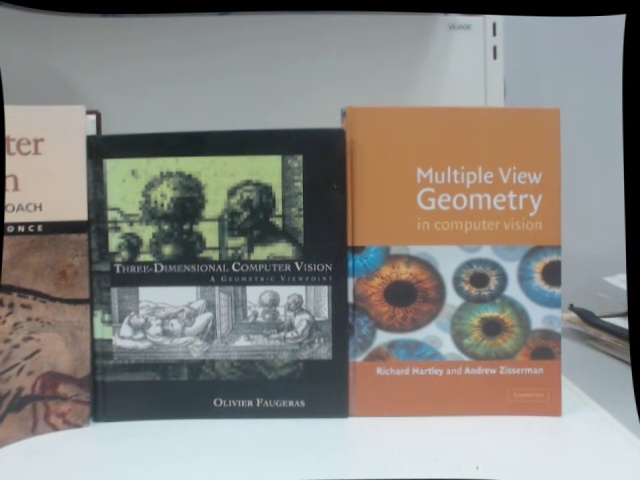 ter
n
OACH
ONCE
THREE-DIMENSIONAL COMPUTER VISION
A GEOMETRIC VIEWPOINT
OLIVIER FAUGERAS
Multiple View
Geometry
in computer vision
Richard Hartley and Andrew Zisserman
CAMBRIDGE